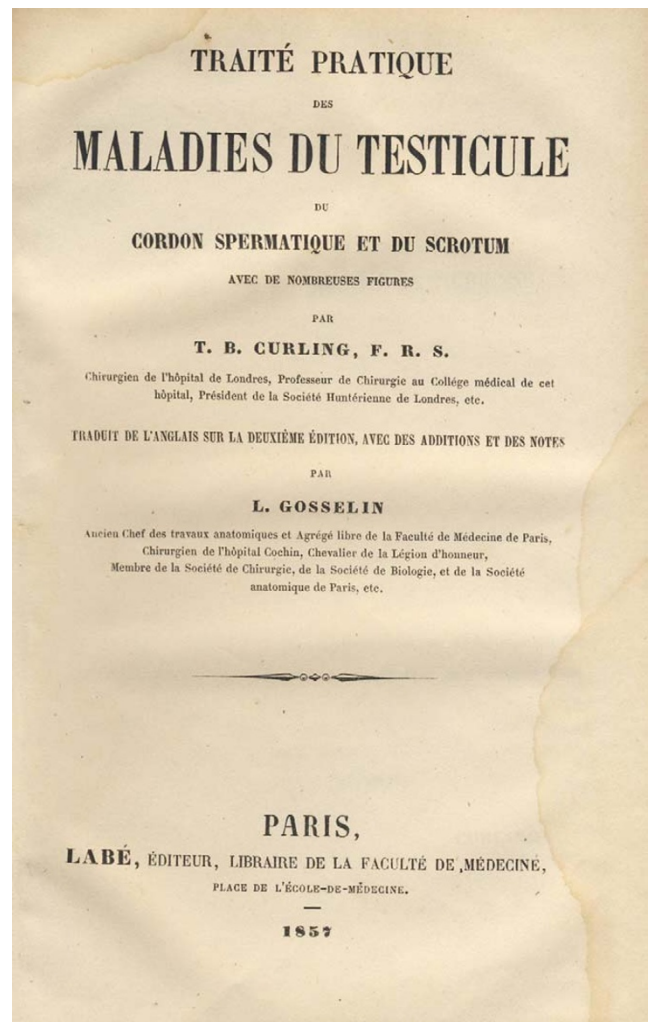 TRAITÉ PRATIQUE
DES
MALADIES DU TESTICULE
DU
CORDON SPERMATIQUE ET DU SCROTUM
AVEC DE NOMBREUSES FIGURES
PAR
T. B. CURLING, F. R. S.
Chirurgien de l'hôpital de Londres, Professeur de Chirurgie au Collége médical de cet
hôpital, Président de la Société Huntérienne de Londres, etc.
TRADUIT DE L'ANGLAIS SUR LA DEUXIÈME ÉDITION, AVEC DES ADDITIONS ET DES NOTES
PAR
L. GOSSELIN
Ancien Chef des travaux anatomiques et Agrégé libre de la Faculté de Médecine de Paris,
Chirurgien de l'hôpital Cochin, Chevalier de la Légion d'honneur,
Membre de la Société de Chirurgie, de la Société de Biologie, et de la Société
anatomique de Paris, etc.
PARIS,
LABÉ, ÉDITEUR, LIBRAIRE DE LA FACULTÉ DE MÉDECINE,
PLACE DE L'ÉCOLE-DE-MÉDECINE.
1857